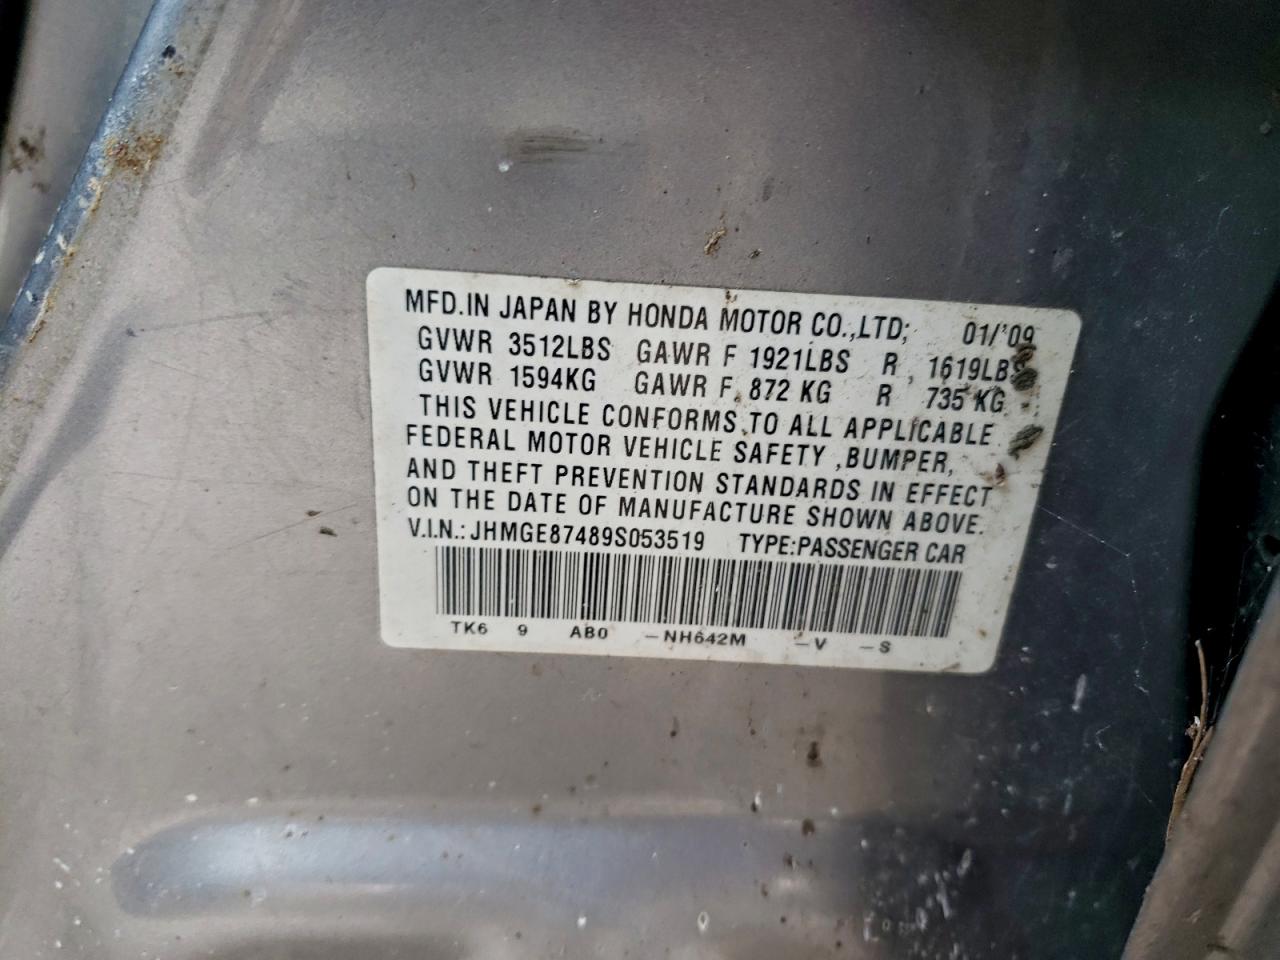 MFD.IN JAPAN BY HONDA MOTOR CO.,LTD; 01/'09
GVWR 3512LBS GAWR F 1921LBS R 1619LBS
GVWR 1594KG GAWR F 872 KG R 735 KG
THIS VEHICLE CONFORMS TO ALL APPLICABLE
FEDERAL MOTOR VEHICLE SAFETY ,BUMPER,
AND THEFT PREVENTION STANDARDS IN EFFECT
ON THE DATE OF MANUFACTURE SHOWN ABOVE.
V.I.N.: JHMGE87489S053519 TYPE:PASSENGER CAR
TK6 9 AB0 -NH642M -V -S